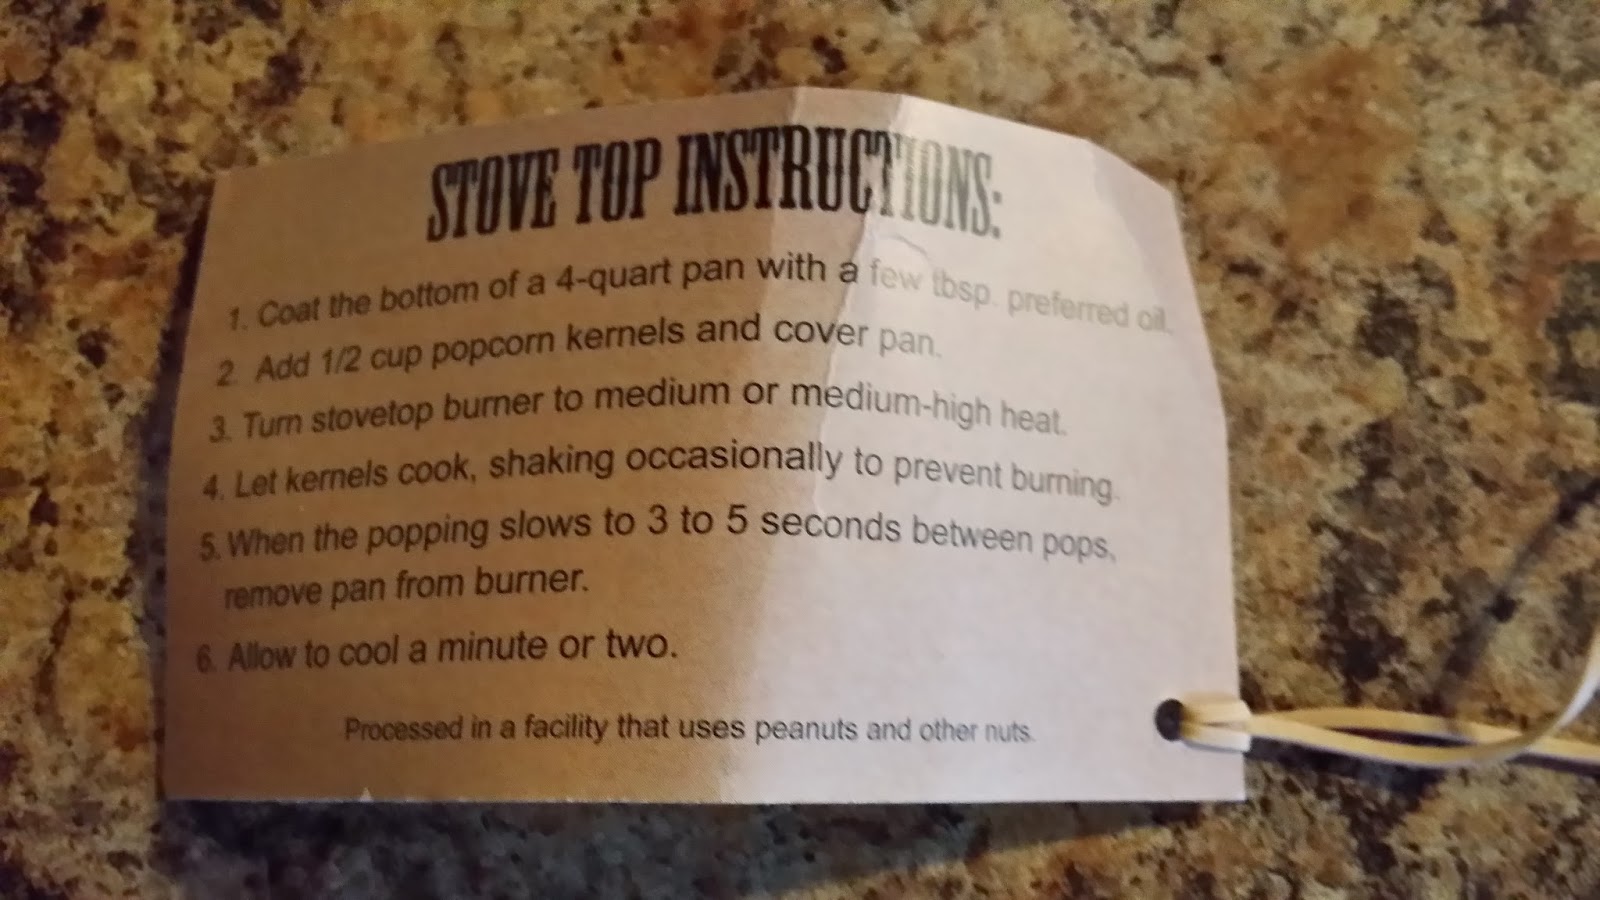 STOVE TOP INSTRUCTIONS:
1. Coat the bottom of a 4-quart pan with a few tbsp. preferred oil.
2. Add 1/2 cup popcorn kernels and cover pan.
3. Turn stovetop burner to medium or medium-high heat.
4. Let kernels cook, shaking occasionally to prevent burning.
5. When the popping slows to 3 to 5 seconds between pops,
remove pan from burner.
6. Allow to cool a minute or two.
Processed in a facility that uses peanuts and other nuts.